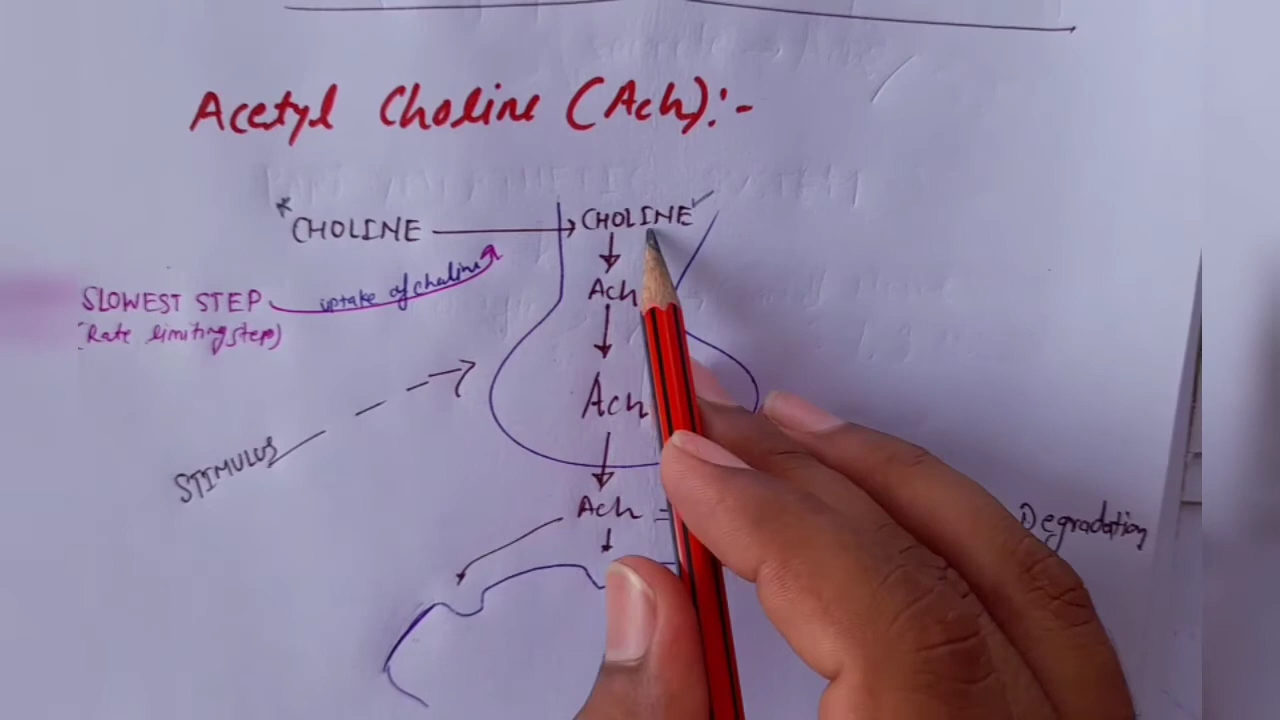 Acetyl Choline (Ach):-
*CHOLINE → CHOLINE ✓
↓
Ach
SLOWEST STEP uptake of choline
(Rate limiting step)
↓
Ach
STIMULUS
↓
Ach =
Degradation
↓